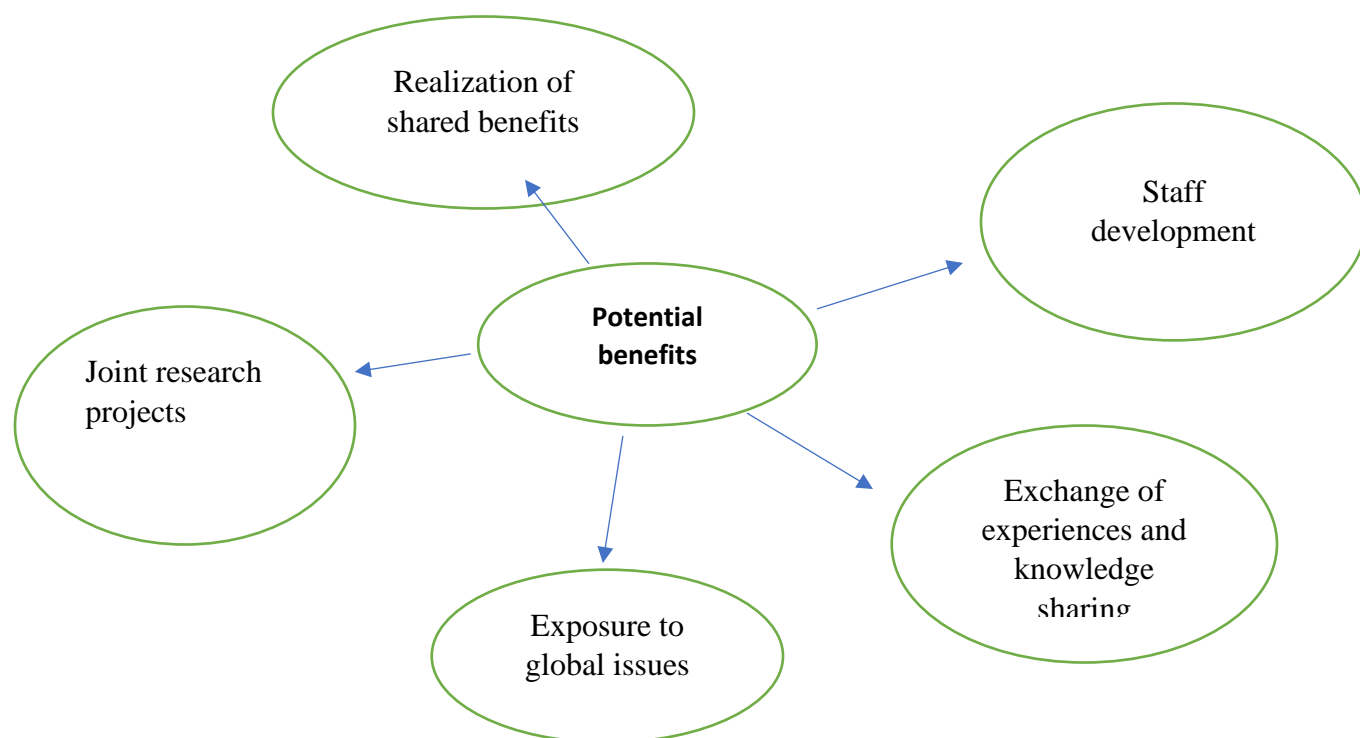 Realization of
shared benefits
Staff
development
Potential
benefits
Joint research
projects
Exchange of
experiences and
knowledge
sharing
Exposure to
global issues